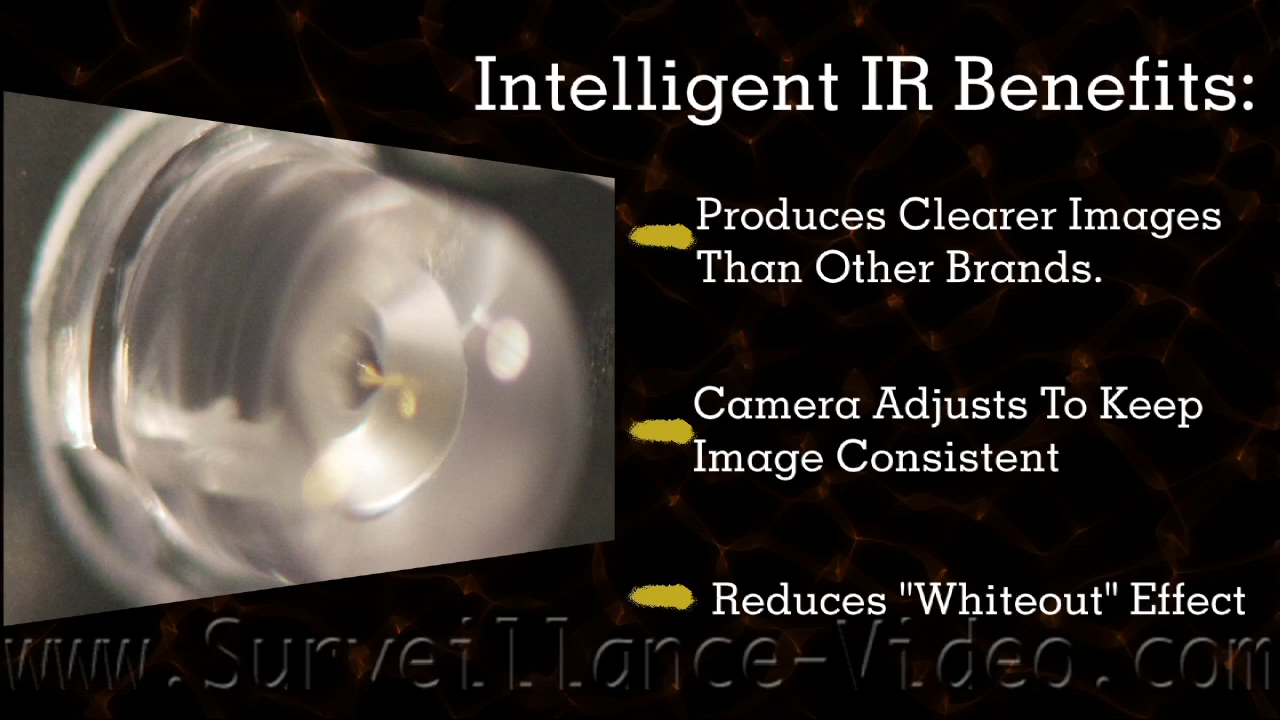 Intelligent IR Benefits:
Produces Clearer Images
Than Other Brands.
Camera Adjusts To Keep
Image Consistent
Reduces "Whiteout" Effect
www.Surveillance-Video.com